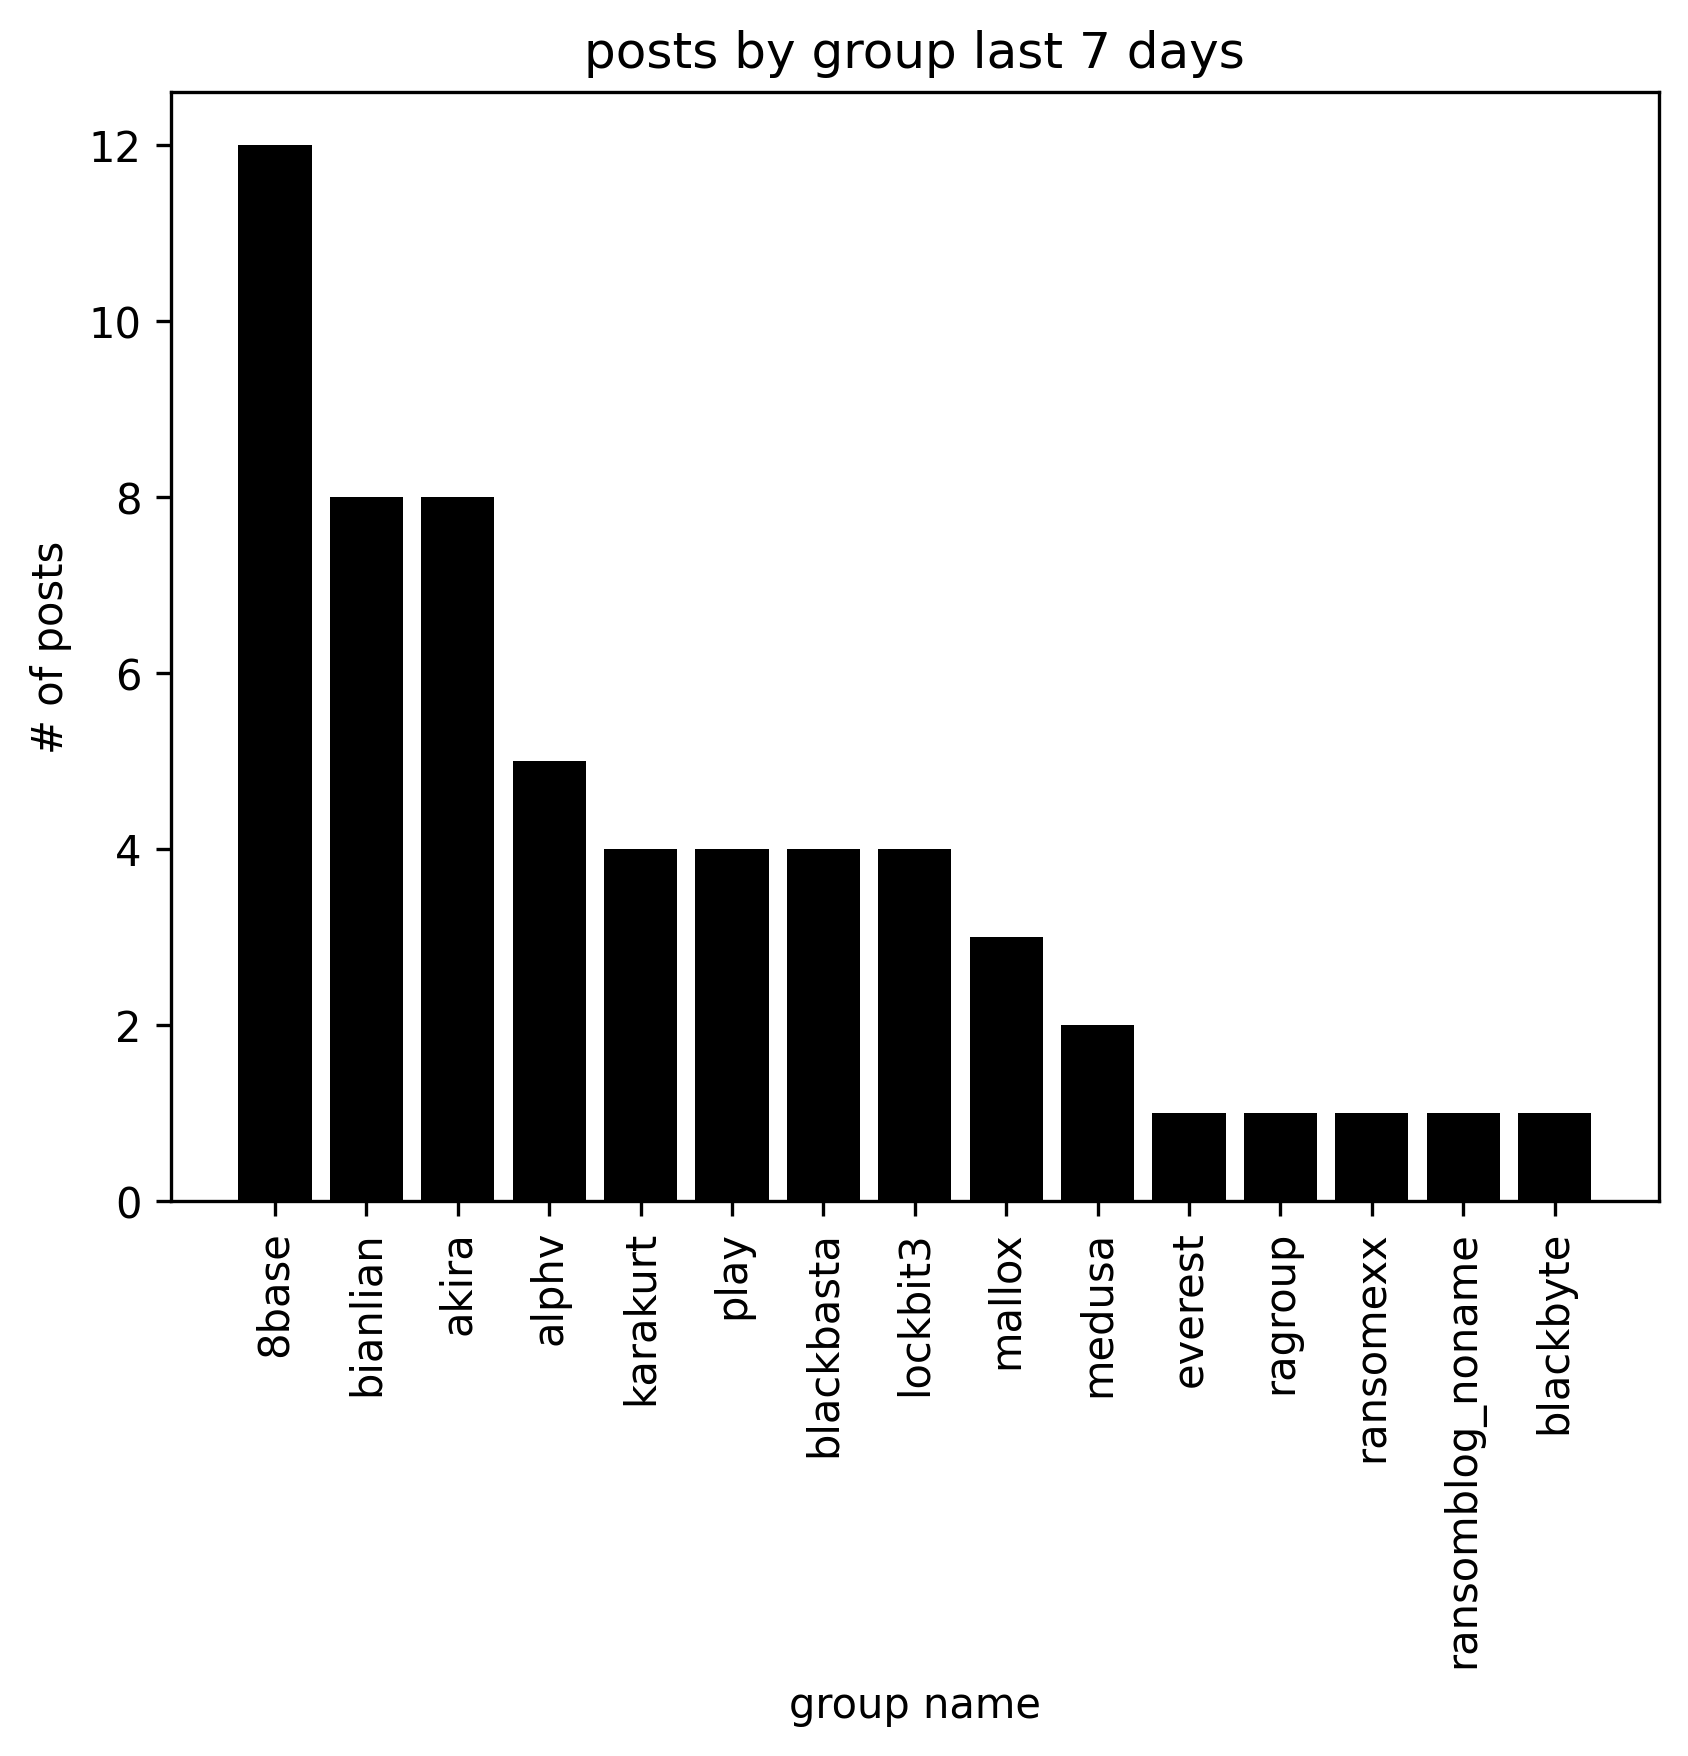 posts by group last 7 days
12
10
8
6
4
2
0
# of posts
8base
bianlian
akira
alphv
karakurt
play
blackbasta
lockbit3
mallox
medusa
everest
ragroup
ransomexx
ransomblog_noname
blackbyte
group name